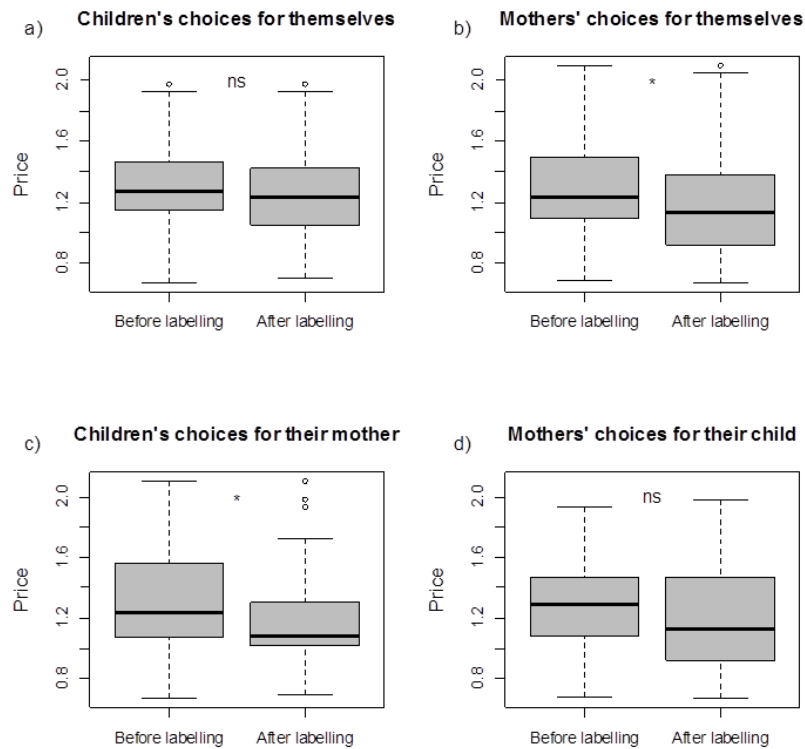 a) Children's choices for themselves
ns
Price
2.0
1.6
1.2
0.8
Before labelling After labelling
b) Mothers' choices for themselves
*
Price
2.0
1.6
1.2
0.8
Before labelling After labelling
c) Children's choices for their mother
*
Price
2.0
1.6
1.2
0.8
Before labelling After labelling
d) Mothers' choices for their child
ns
Price
2.0
1.6
1.2
0.8
Before labelling After labelling